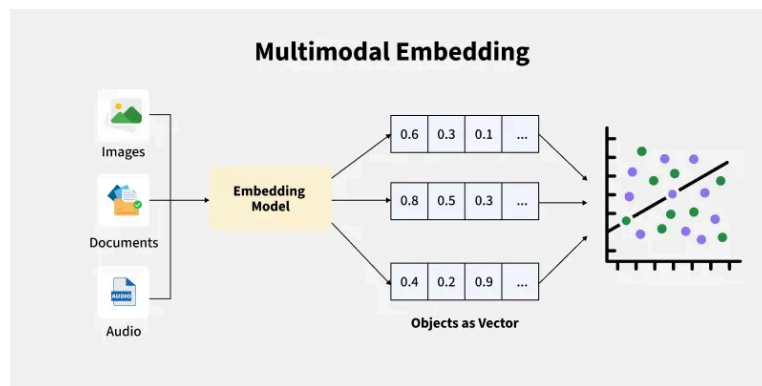 Multimodal Embedding
Images
Documents
AUDIO
Audio
Embedding
Model
0.6 0.3 0.1 ...
0.8 0.5 0.3 ...
0.4 0.2 0.9 ...
Objects as Vector